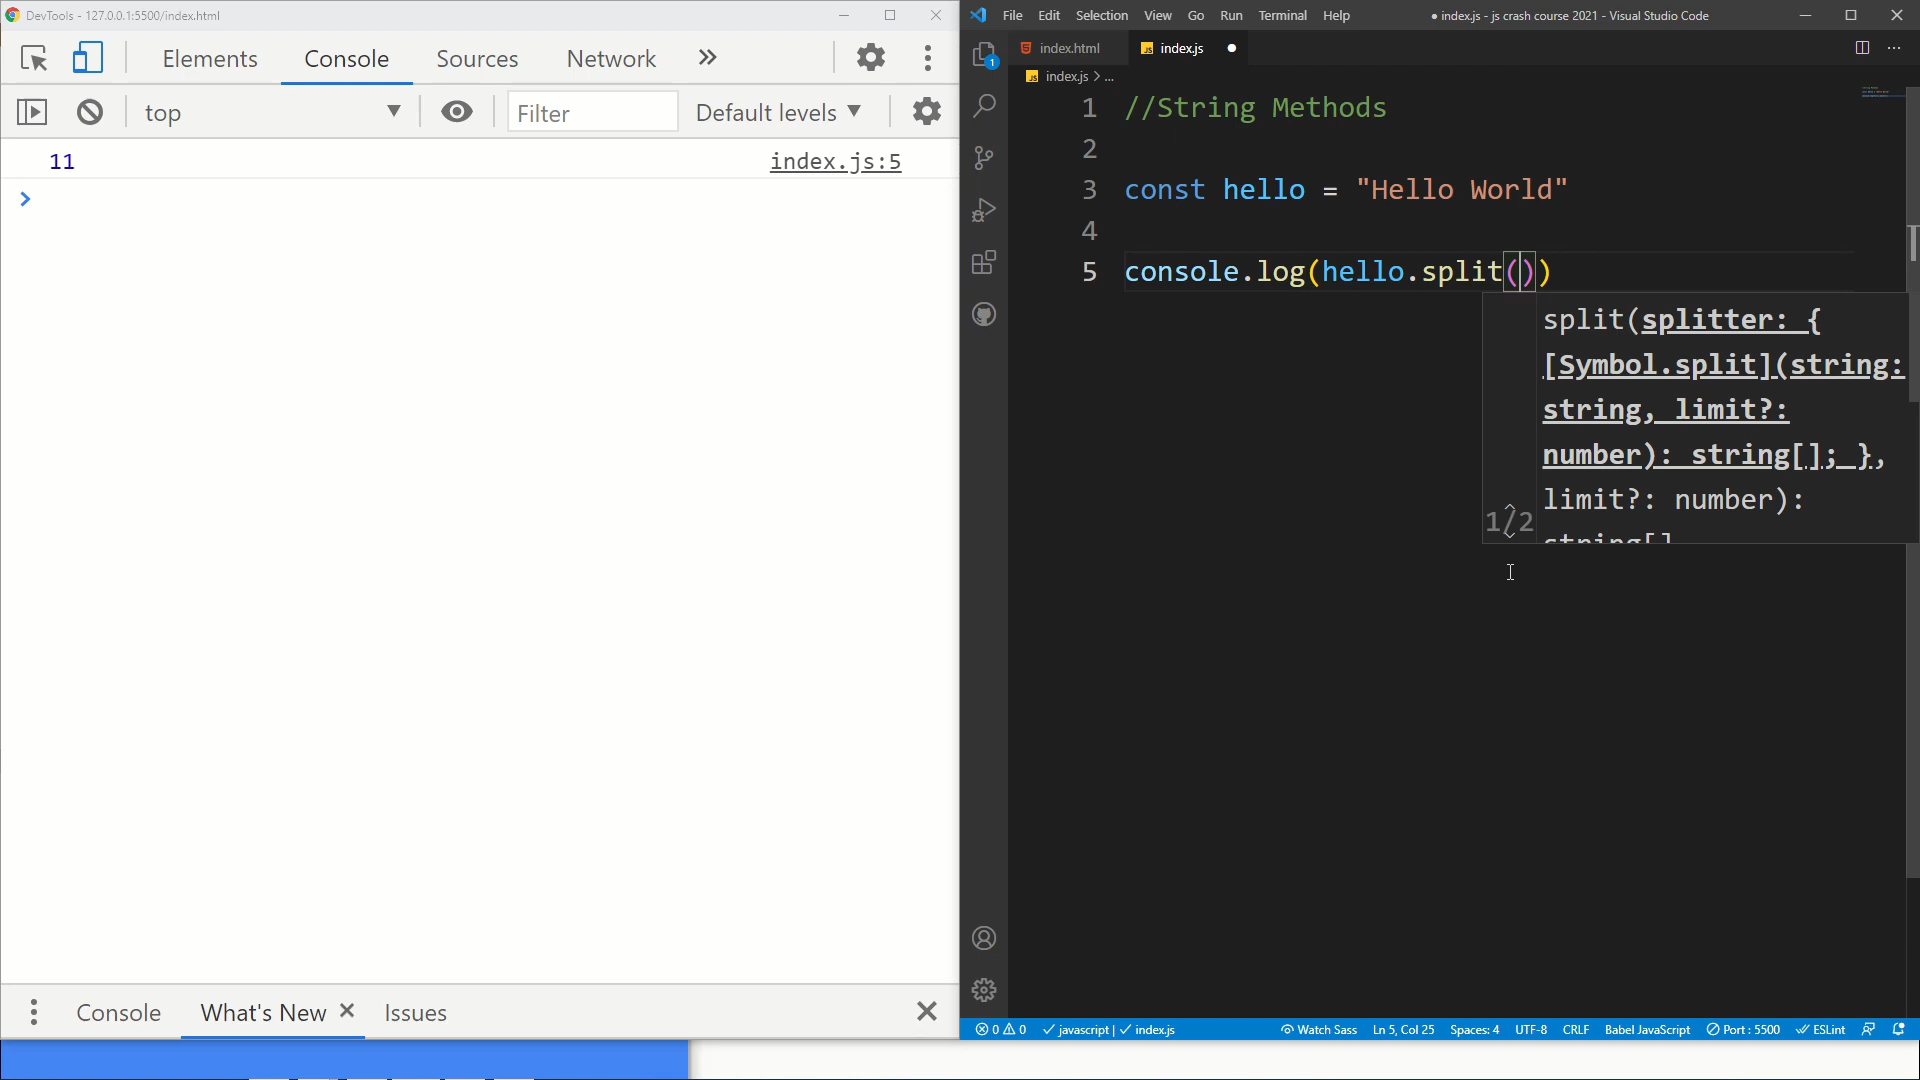 DevTools - 127.0.0.1:5500/index.html
Elements Console Sources Network
top Filter Default levels
11 index.js:5
Console What's New Issues
File Edit Selection View Go Run Terminal Help ● index.js - js crash course 2021 - Visual Studio Code
index.html JS index.js
JS index.js > ...
1
1 //String Methods
2
3 const hello = "Hello World"
4
5 console.log(hello.split())
split(splitter: {
[Symbol.split](string:
string, limit?:
number): string[]; },
limit?: number):
string[]
1/2
0 0 javascript | index.js Watch Sass Ln 5, Col 25 Spaces: 4 UTF-8 CRLF Babel JavaScript Port : 5500 ESLint